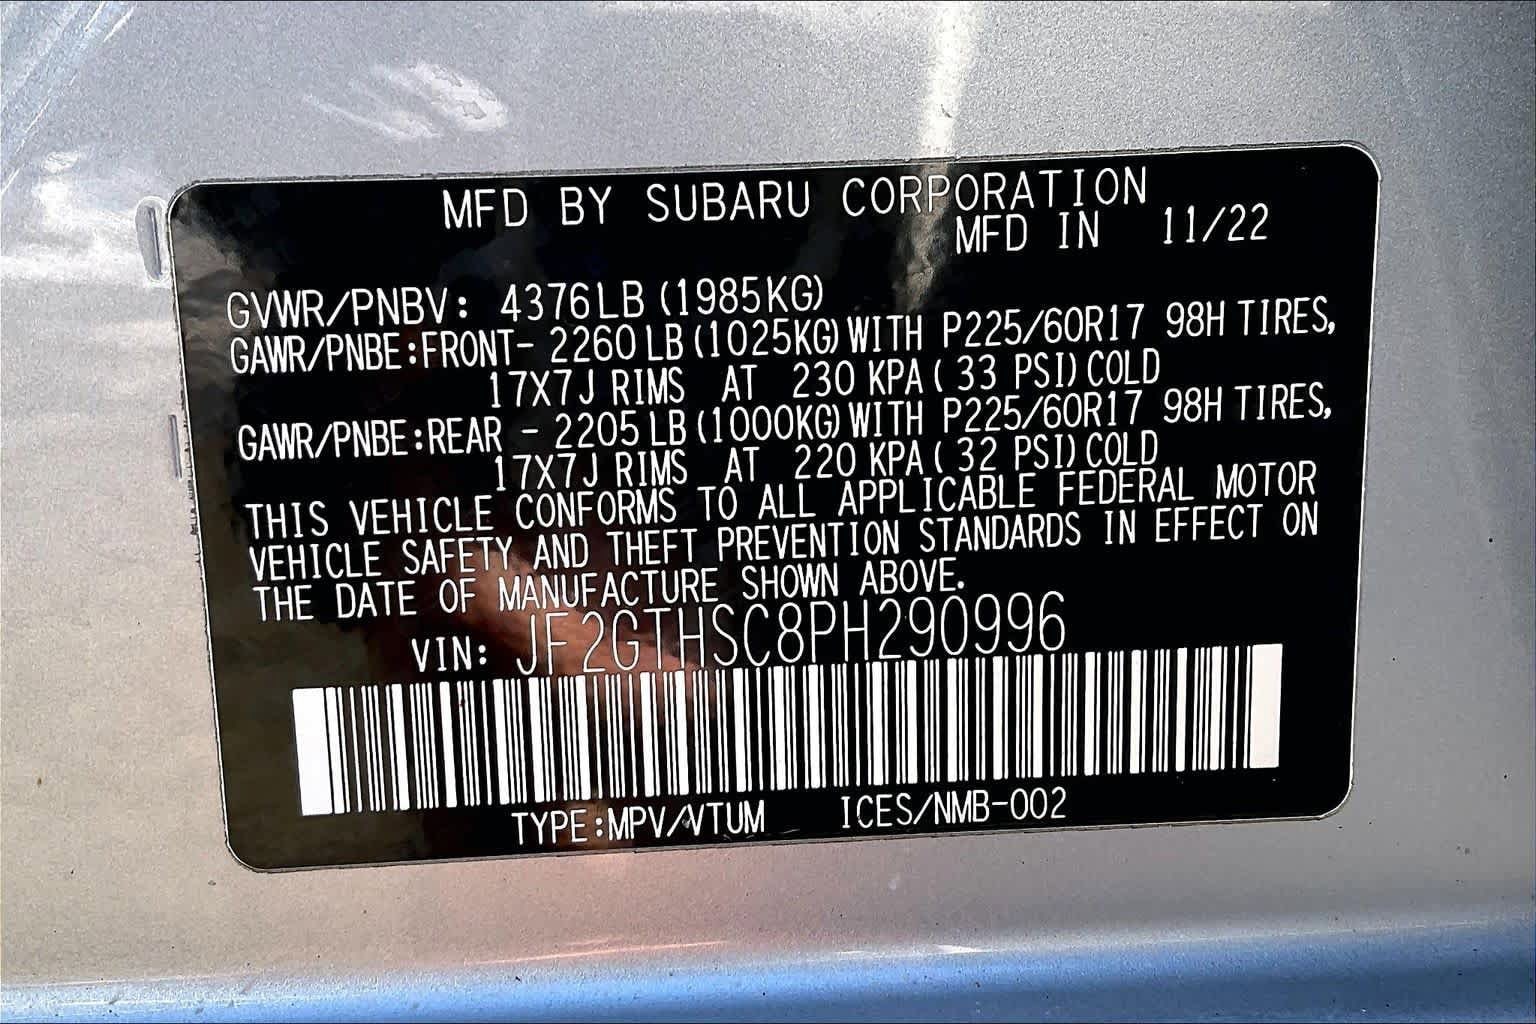 MFD BY SUBARU CORPORATION
MFD IN 11/22
GVWR/PNBV: 4376LB (1985KG)
GAWR/PNBE:FRONT- 2260 LB (1025KG) WITH P225/60R17 98H TIRES,
17X7J RIMS AT 230 KPA ( 33 PSI) COLD
GAWR/PNBE:REAR - 2205 LB (1000KG) WITH P225/60R17 98H TIRES,
17X7J RIMS AT 220 KPA ( 32 PSI) COLD
THIS VEHICLE CONFORMS TO ALL APPLICABLE FEDERAL MOTOR
VEHICLE SAFETY AND THEFT PREVENTION STANDARDS IN EFFECT ON
THE DATE OF MANUFACTURE SHOWN ABOVE.
VIN: JF2GTHSC8PH290996
TYPE:MPV/VTUM ICES/NMB-002